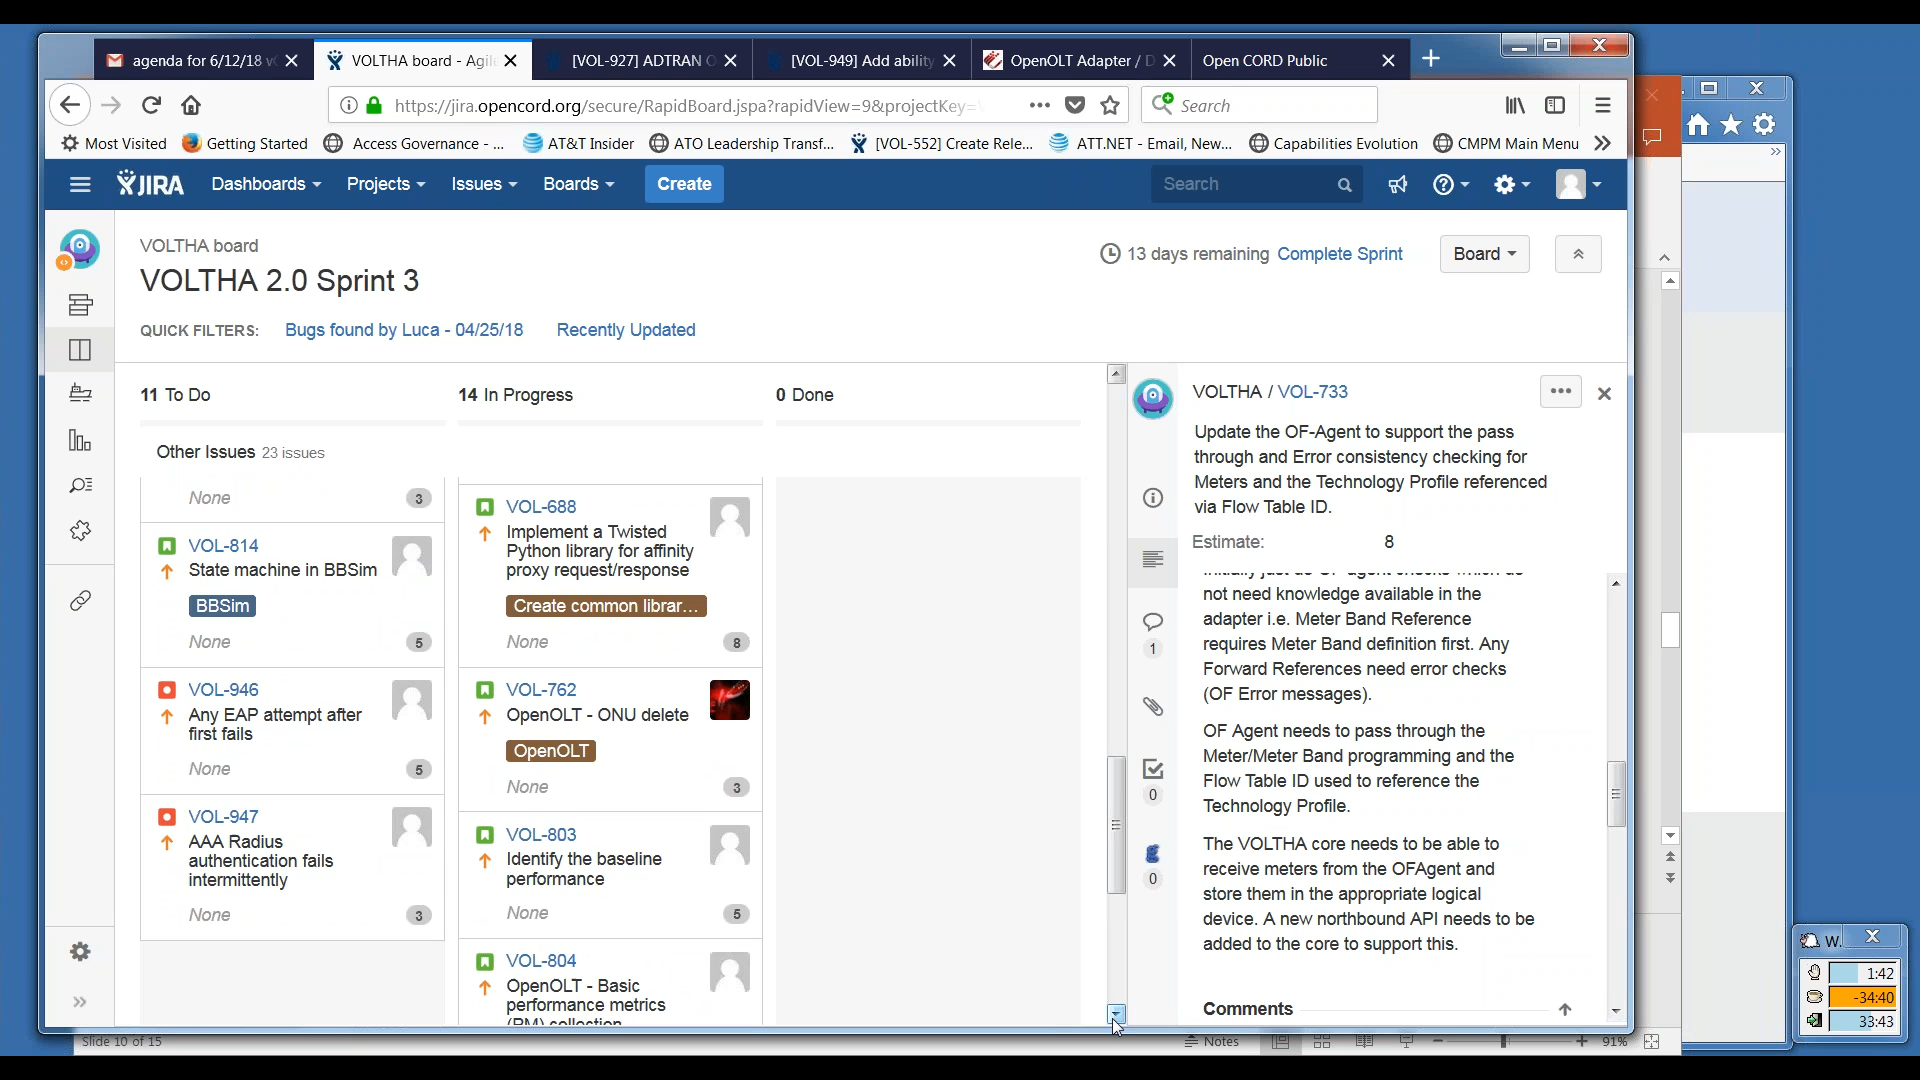 agenda for 6/12/18 v
VOLTHA board - Agil
[VOL-927] ADTRAN O
[VOL-949] Add ability
OpenOLT Adapter / D
Open CORD Public
https://jira.opencord.org/secure/RapidBoard.jspa?rapidView=9&projectKey=
Search
Most Visited
Getting Started
Access Governance - ...
AT&T Insider
ATO Leadership Transf...
[VOL-552] Create Rele...
ATT.NET - Email, New...
Capabilities Evolution
CMPM Main Menu
JIRA
Dashboards
Projects
Issues
Boards
Create
Search
VOLTHA board
VOLTHA 2.0 Sprint 3
13 days remaining
Complete Sprint
Board
QUICK FILTERS:
Bugs found by Luca - 04/25/18
Recently Updated
11 To Do
14 In Progress
0 Done
Other Issues 23 issues
None
3
VOL-814
State machine in BBSim
BBSim
None
5
VOL-946
Any EAP attempt after
first fails
None
5
VOL-947
AAA Radius
authentication fails
intermittently
None
3
VOL-688
Implement a Twisted
Python library for affinity
proxy request/response
Create common librar...
None
8
VOL-762
OpenOLT - ONU delete
OpenOLT
None
3
VOL-803
Identify the baseline
performance
None
5
VOL-804
OpenOLT - Basic
performance metrics
(PM) collection
VOLTHA / VOL-733
Update the OF-Agent to support the pass
through and Error consistency checking for
Meters and the Technology Profile referenced
via Flow Table ID.
Estimate: 8
not need knowledge available in the
adapter i.e. Meter Band Reference
requires Meter Band definition first. Any
Forward References need error checks
(OF Error messages).
OF Agent needs to pass through the
Meter/Meter Band programming and the
Flow Table ID used to reference the
Technology Profile.
The VOLTHA core needs to be able to
receive meters from the OFAgent and
store them in the appropriate logical
device. A new northbound API needs to be
added to the core to support this.
Comments
1
0
0
W.
1:42
-34:40
33:43
Slide 10 of 15
Notes
91%